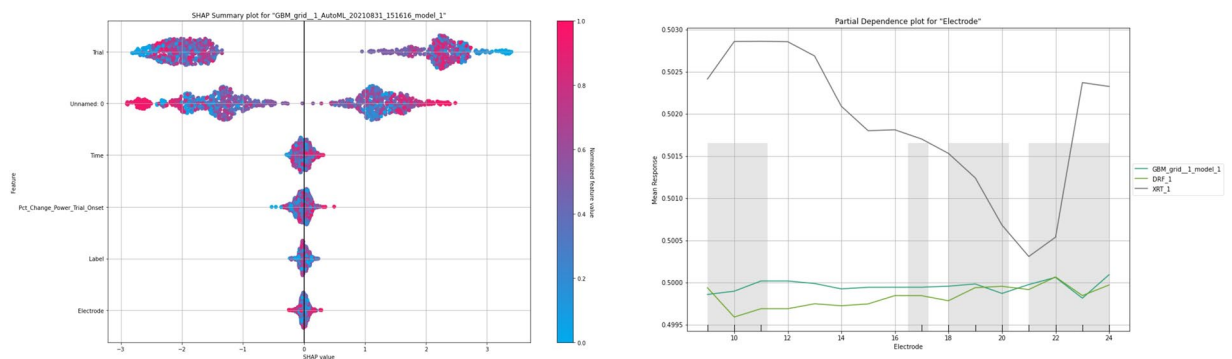 SHAP Summary plot for "GBM_grid__1_AutoML_20210831_151616_model_1"
Trial
Unnamed: 0
Time
Pct_Change_Power_Trial_Onset
Label
Electrode
Feature
−3 −2 −1 0 1 2 3
SHAP value
1.0
0.8
0.6
0.4
0.2
0.0
Normalized feature value
Partial Dependence plot for "Electrode"
0.5030
0.5025
0.5020
0.5015
0.5010
0.5005
0.5000
0.4995
Mean Response
10 12 14 16 18 20 22 24
Electrode
GBM_grid__1_model_1
DRF_1
XRT_1